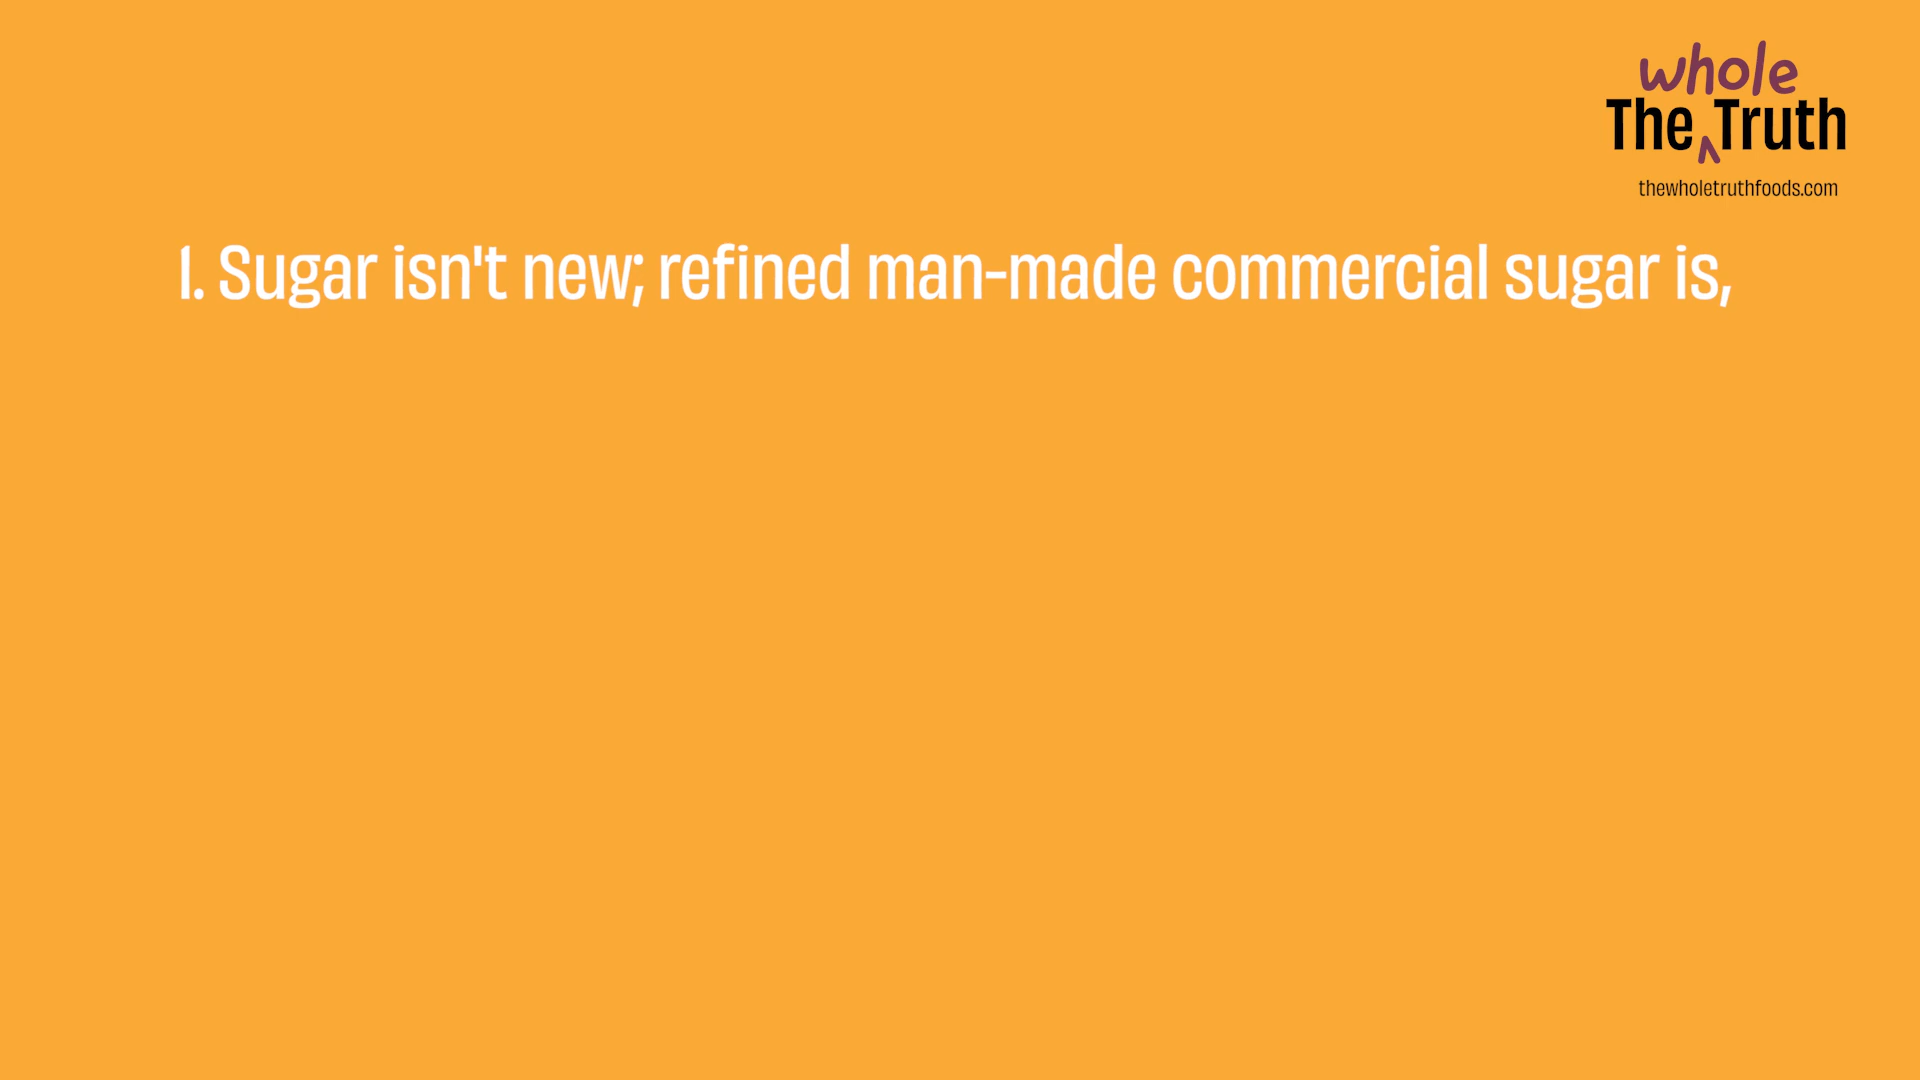 whole
The ^ Truth
thewholetruthfoods.com
1. Sugar isn't new; refined man-made commercial sugar is,